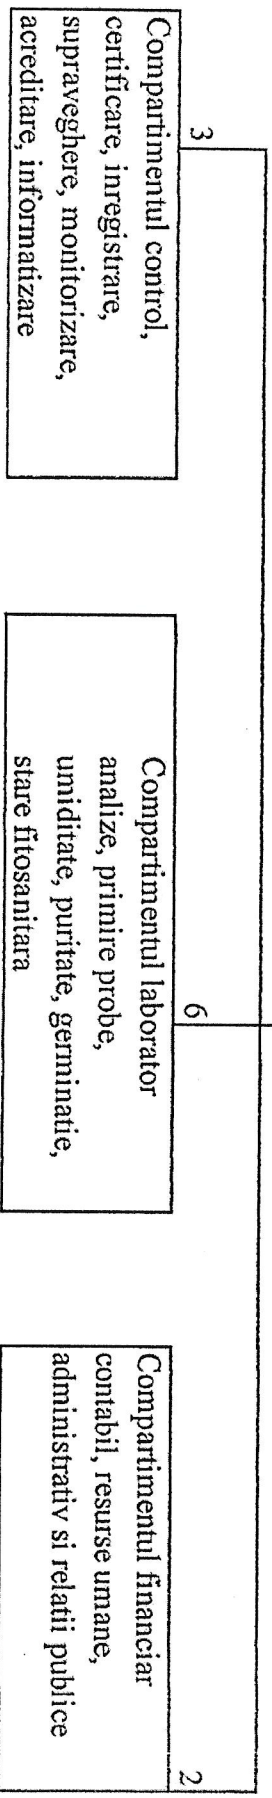 3
Compartimentul control,
certificare, inregistrare,
supraveghere, monitorizare,
acreditare, informatizare
6
Compartimentul laborator
analize, primire probe,
umiditate, puritate, germinatie,
stare fitosanitara
2
Compartimentul financiar
contabil, resurse umane,
administrativ si relatii publice